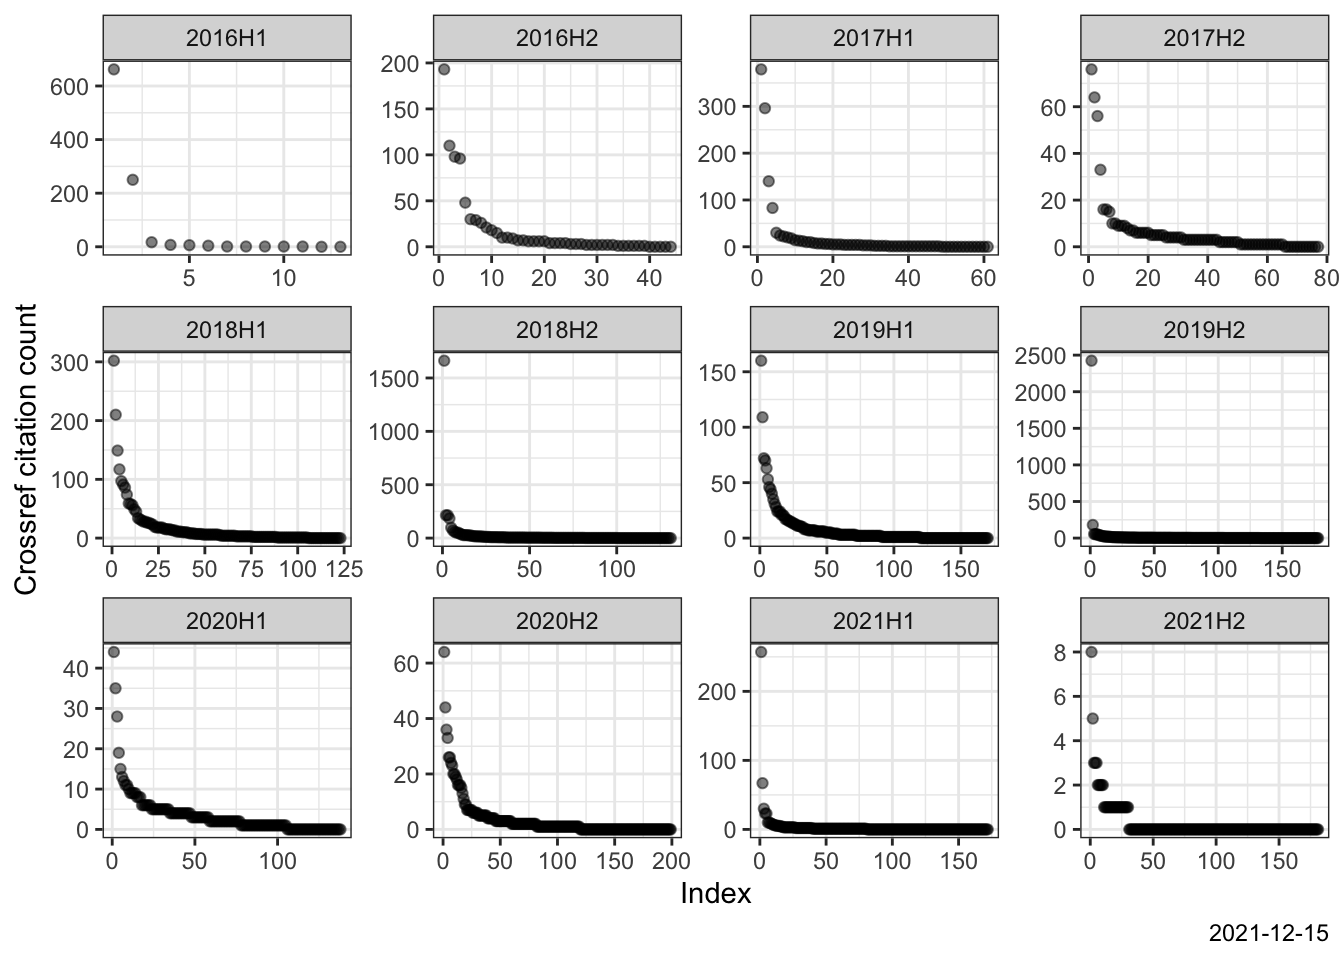 2016H1 2016H2 2017H1 2017H2
600 400 200 0
200 150 100 50 0
300 200 100 0
60 40 20 0
5 10
0 10 20 30 40
0 20 40 60
0 20 40 60 80
2018H1 2018H2 2019H1 2019H2
300 200 100 0
1500 1000 500 0
150 100 50 0
2500 2000 1500 1000 500 0
0 25 50 75 100 125
0 50 100
0 50 100 150
0 50 100 150
2020H1 2020H2 2021H1 2021H2
40 30 20 10 0
60 40 20 0
200 100 0
8 6 4 2 0
0 50 100
0 50 100 150 200
0 50 100 150
0 50 100 150
Crossref citation count
Index
2021-12-15